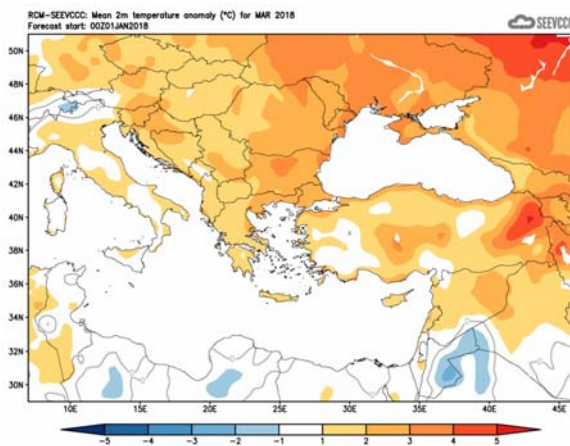 RCM-SEEVCCC: Mean 2m temperature anomaly (°C) for MAR 2018
Forecast start: 00Z01JAN2018
SEEVCCC
50N
48N
46N
44N
42N
40N
38N
36N
34N
32N
30N
10E 15E 20E 25E 30E 35E 40E 45E
-5 -4 -3 -2 -1 1 2 3 4 5